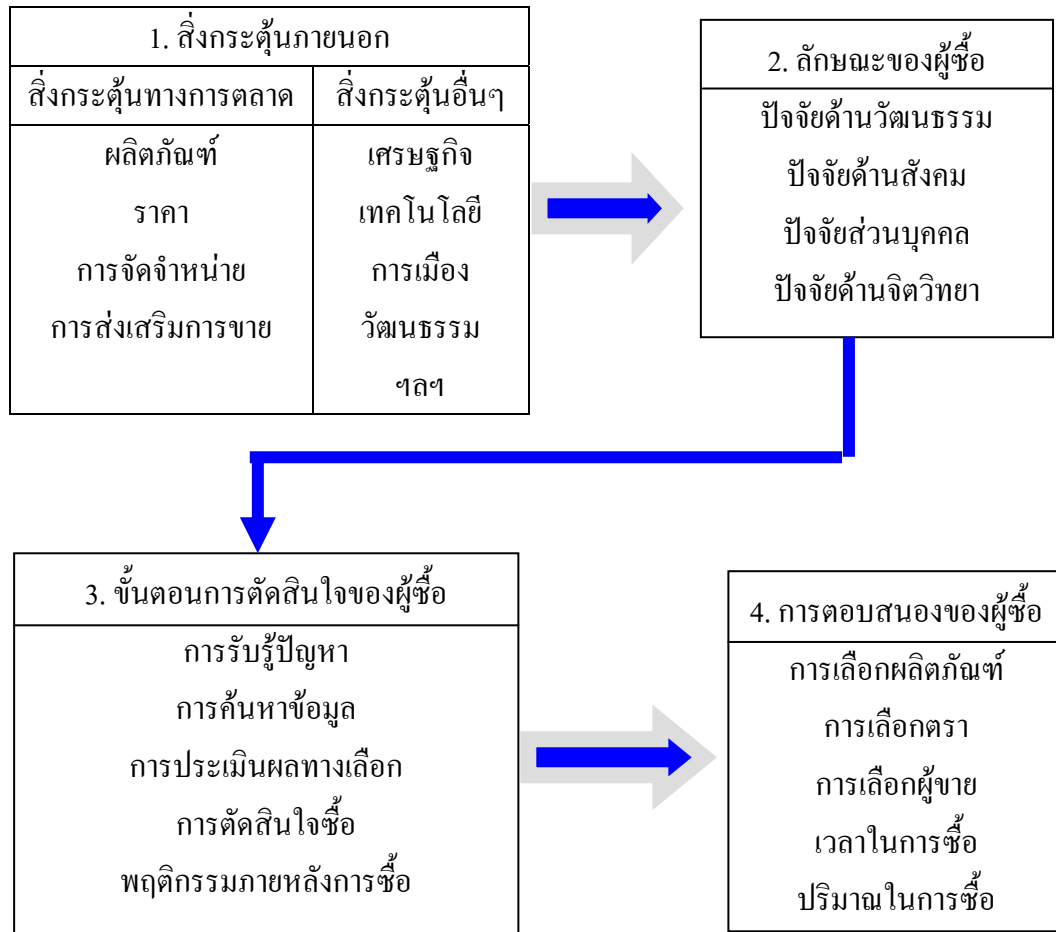 1. สิ่งกระตุ้นภายนอก
สิ่งกระตุ้นทางการตลาด
ผลิตภัณฑ์
ราคา
การจัดจำหน่าย
การส่งเสริมการขาย
สิ่งกระตุ้นอื่นๆ
เศรษฐกิจ
เทคโนโลยี
การเมือง
วัฒนธรรม
ฯลฯ
2. ลักษณะของผู้ซื้อ
ปัจจัยด้านวัฒนธรรม
ปัจจัยด้านสังคม
ปัจจัยส่วนบุคคล
ปัจจัยด้านจิตวิทยา
3. ขั้นตอนการตัดสินใจของผู้ซื้อ
การรับรู้ปัญหา
การค้นหาข้อมูล
การประเมินผลทางเลือก
การตัดสินใจซื้อ
พฤติกรรมภายหลังการซื้อ
4. การตอบสนองของผู้ซื้อ
การเลือกผลิตภัณฑ์
การเลือกตรา
การเลือกผู้ขาย
เวลาในการซื้อ
ปริมาณในการซื้อ